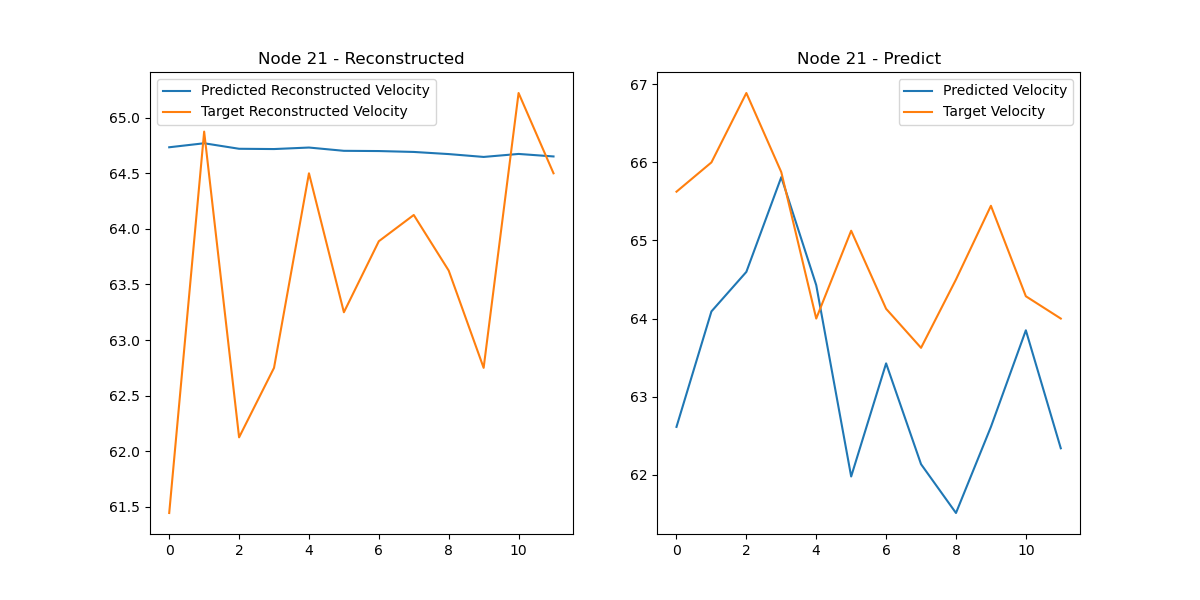 Node 21 - Reconstructed
Predicted Reconstructed Velocity
Target Reconstructed Velocity
65.0
64.5
64.0
63.5
63.0
62.5
62.0
61.5
0 2 4 6 8 10
Node 21 - Predict
Predicted Velocity
Target Velocity
67
66
65
64
63
62
0 2 4 6 8 10